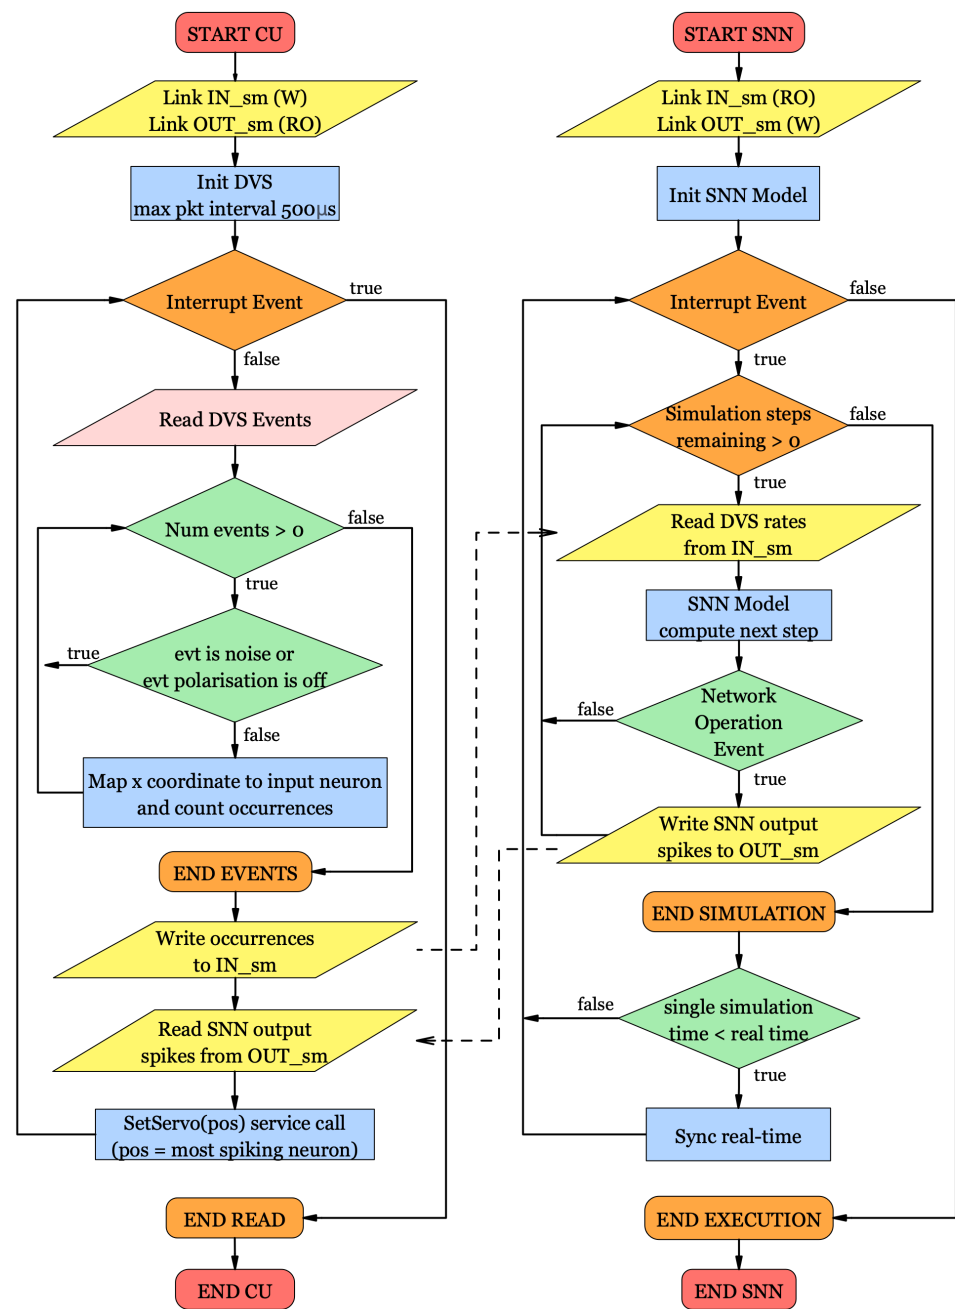 START CU
Link IN_sm (W)
Link OUT_sm (RO)
Init DVS
max pkt interval 500µs
Interrupt Event
true
false
Read DVS Events
Num events > 0
false
true
evt is noise or
evt polarisation is off
true
false
Map x coordinate to input neuron
and count occurrences
END EVENTS
Write occurrences
to IN_sm
Read SNN output
spikes from OUT_sm
SetServo(pos) service call
(pos = most spiking neuron)
END READ
END CU
START SNN
Link IN_sm (RO)
Link OUT_sm (W)
Init SNN Model
Interrupt Event
false
true
Simulation steps
remaining > 0
false
true
Read DVS rates
from IN_sm
SNN Model
compute next step
Network
Operation
Event
false
true
Write SNN output
spikes to OUT_sm
END SIMULATION
single simulation
time < real time
false
true
Sync real-time
END EXECUTION
END SNN